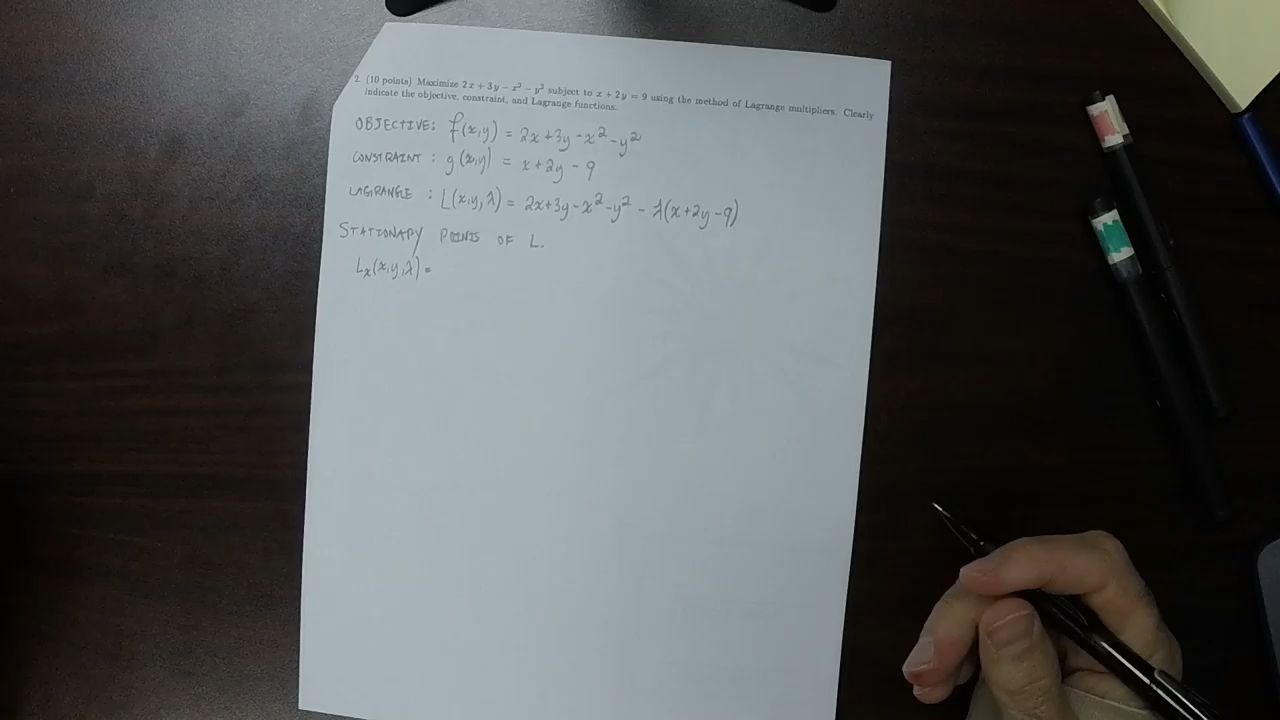 2. (10 points) Maximize 2x + 3y − x² − y² subject to x + 2y = 9 using the method of Lagrange multipliers. Clearly
indicate the objective, constraint, and Lagrange functions.
OBJECTIVE: f(x,y) = 2x+3y-x²-y²
CONSTRAINT: g(x,y) = x+2y-9
LAGRANGE: L(x,y,λ) = 2x+3y-x²-y² - λ(x+2y-9)
STATIONARY POINTS OF L.
Lₓ(x,y,λ) =